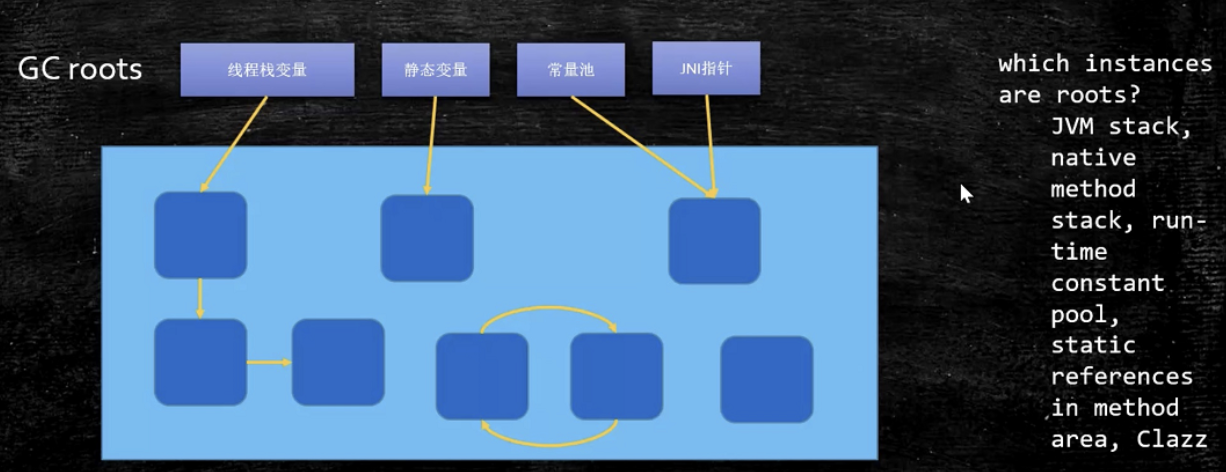 GC roots
线程栈变量
静态变量
常量池
JNI指针
which instances
are roots?
JVM stack,
native
method
stack, run-
time
constant
pool,
static
references
in method
area, Clazz